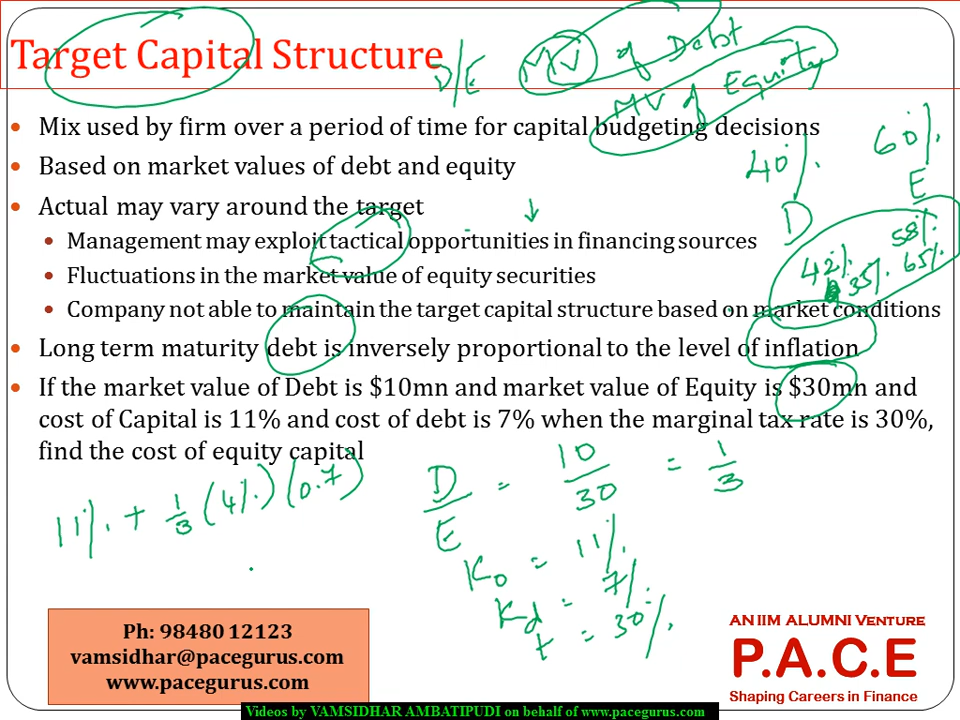 Target Capital Structure
D/E
MV of Debt
MV of Equity
• Mix used by firm over a period of time for capital budgeting decisions
40% 60%
• Based on market values of debt and equity
D E
• Actual may vary around the target
• Management may exploit tactical opportunities in financing sources
42% 58%
35% 65%
• Fluctuations in the market value of equity securities
• Company not able to maintain the target capital structure based on market conditions
• Long term maturity debt is inversely proportional to the level of inflation
• If the market value of Debt is $10mn and market value of Equity is $30mn and
cost of Capital is 11% and cost of debt is 7% when the marginal tax rate is 30%,
find the cost of equity capital
11% + 1/3 (4%) (0.7)
D/E = 10/30 = 1/3
K0 = 11%
Kd = 7%
t = 30%
Ph: 98480 12123
vamsidhar@pacegurus.com
www.pacegurus.com
AN IIM ALUMNI VENTURE
P.A.C.E
Shaping Careers in Finance
Videos by VAMSIDHAR AMBATIPUDI on behalf of www.pacegurus.com